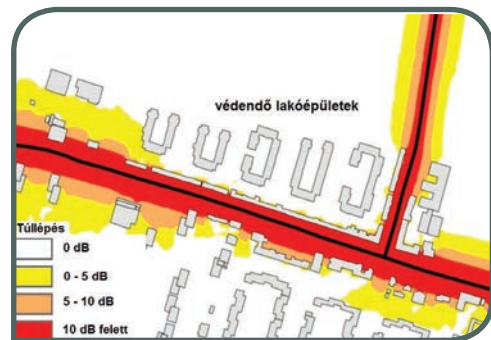 védendő lakóépületek
Túllépés
0 dB
0 - 5 dB
5 - 10 dB
10 dB felett